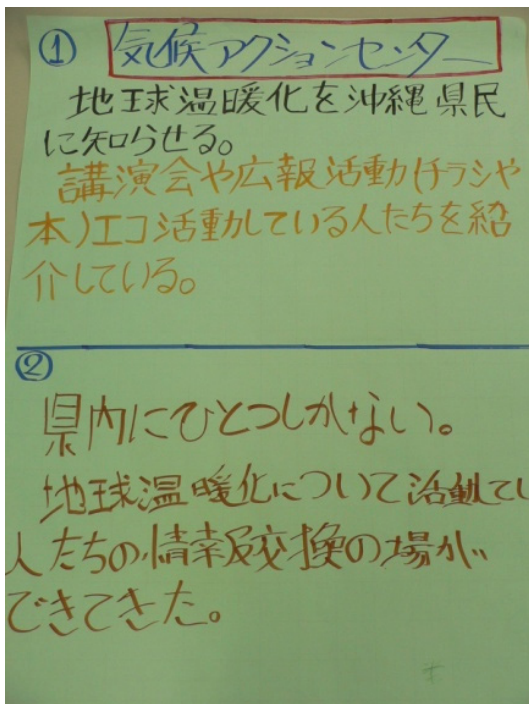 ① 気候アクションセンター
地球温暖化を沖縄県民
に知らせる。
講演会や広報活動(チラシや
本)エコ活動している人たちを紹
介している。
②
県内にひとつしかない。
地球温暖化について活動してい
人たちの情報交換の場が
できてきた。